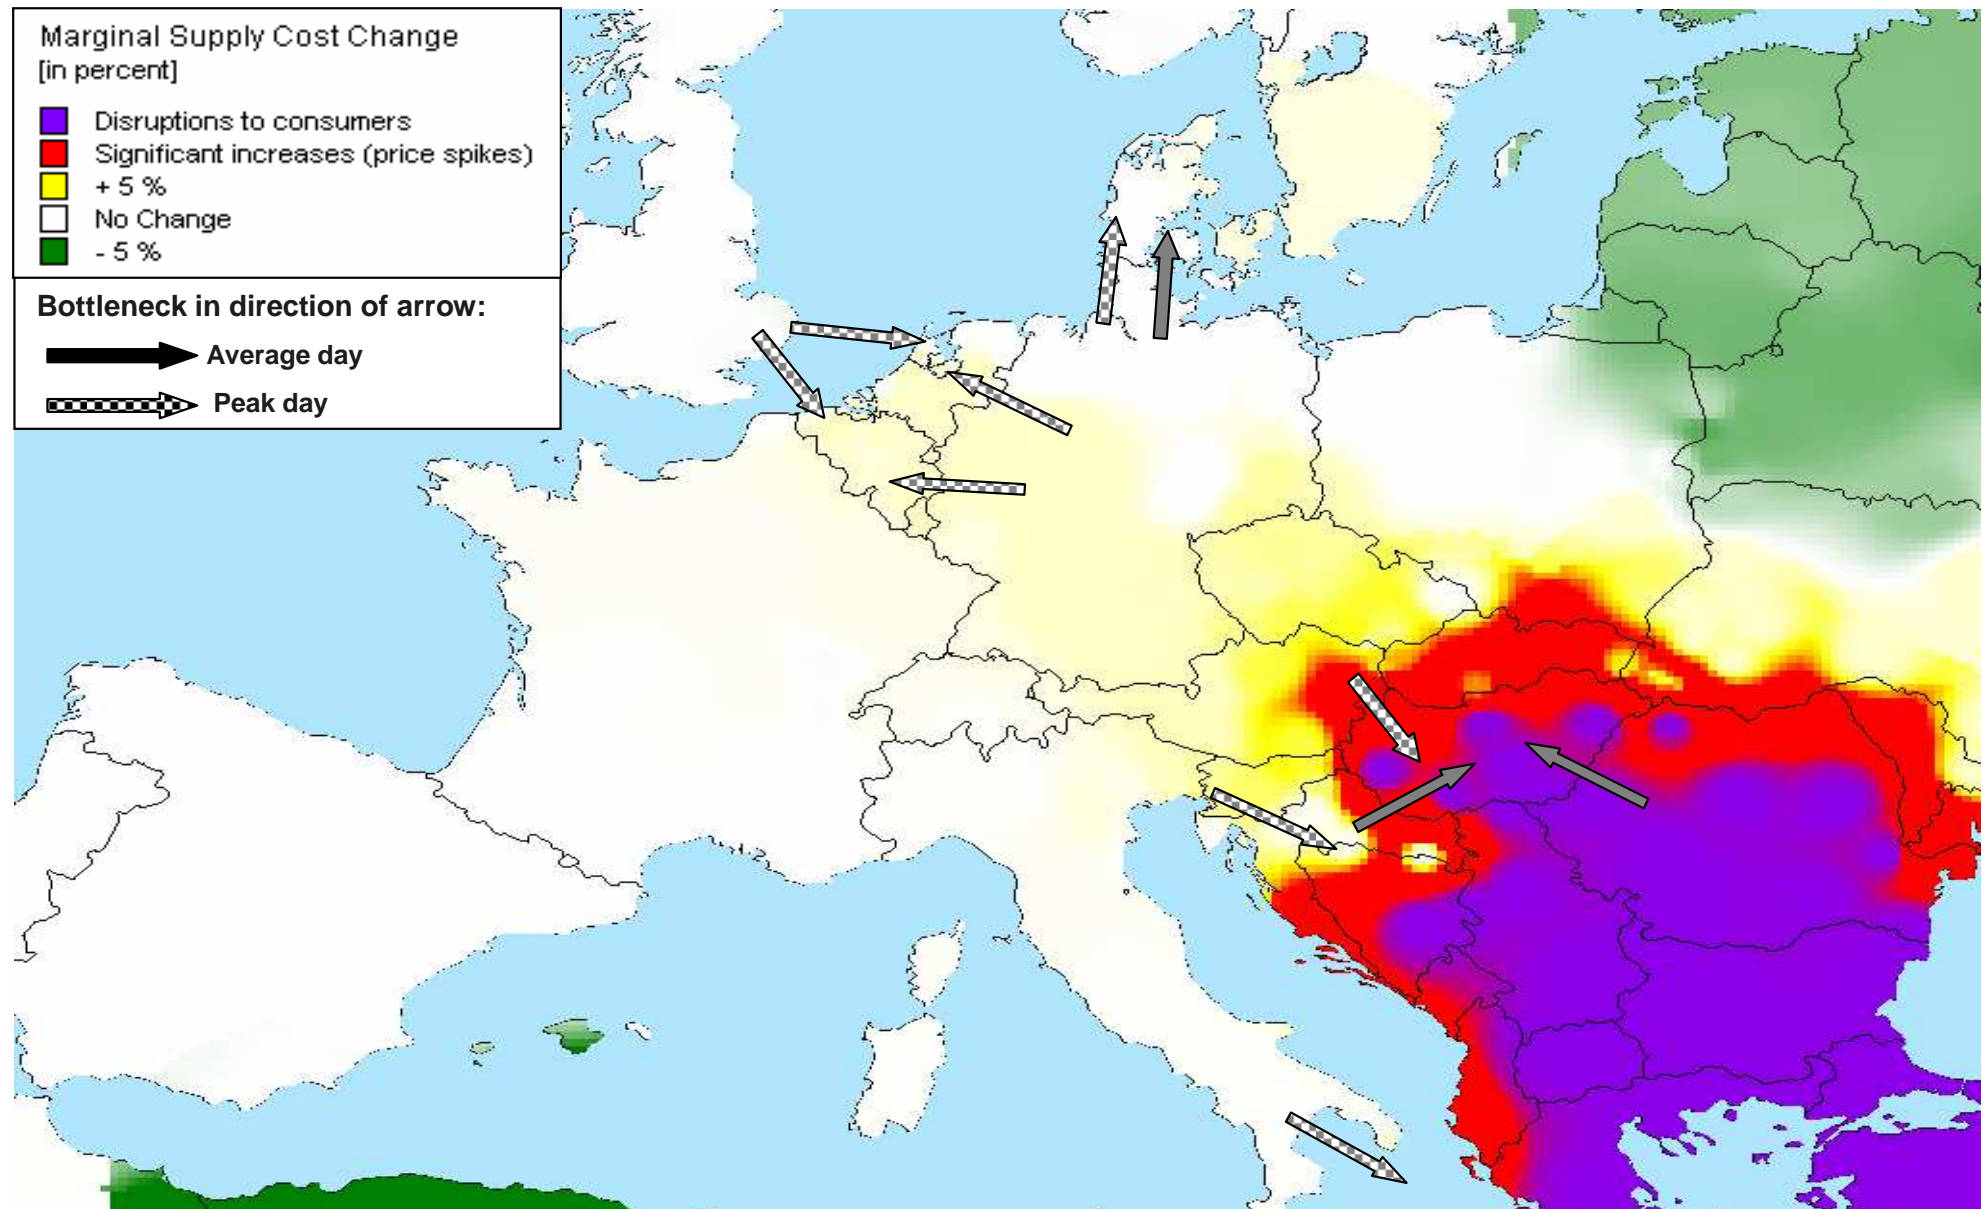 Marginal Supply Cost Change
[in percent]
Disruptions to consumers
Significant increases (price spikes)
+ 5 %
No Change
- 5 %
Bottleneck in direction of arrow:
Average day
Peak day